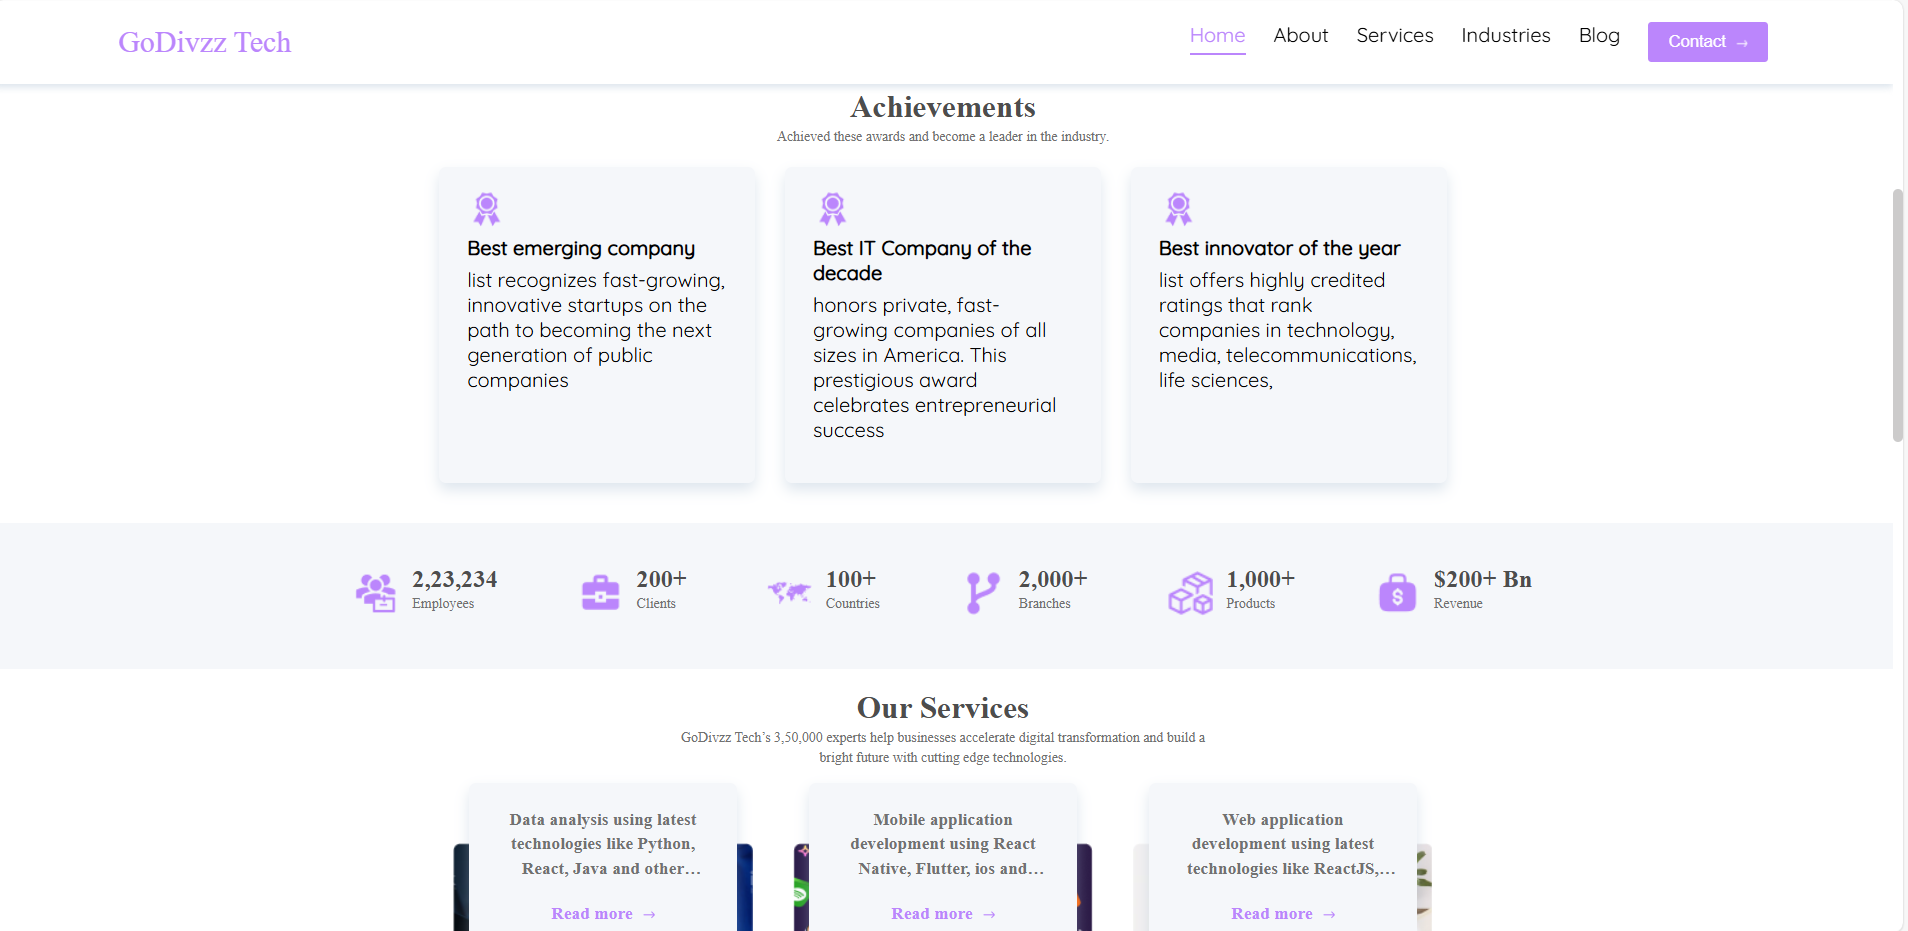 GoDivzz Tech
Home
About
Services
Industries
Blog
Contact →
Achievements
Achieved these awards and become a leader in the industry.
Best emerging company
list recognizes fast-growing,
innovative startups on the
path to becoming the next
generation of public
companies
Best IT Company of the
decade
honors private, fast-
growing companies of all
sizes in America. This
prestigious award
celebrates entrepreneurial
success
Best innovator of the year
list offers highly credited
ratings that rank
companies in technology,
media, telecommunications,
life sciences,
2,23,234
Employees
200+
Clients
100+
Countries
2,000+
Branches
1,000+
Products
$200+ Bn
Revenue
Our Services
GoDivzz Tech’s 3,50,000 experts help businesses accelerate digital transformation and build a
bright future with cutting edge technologies.
Data analysis using latest
technologies like Python,
React, Java and other…
Read more →
Mobile application
development using React
Native, Flutter, ios and…
Read more →
Web application
development using latest
technologies like ReactJS,…
Read more →